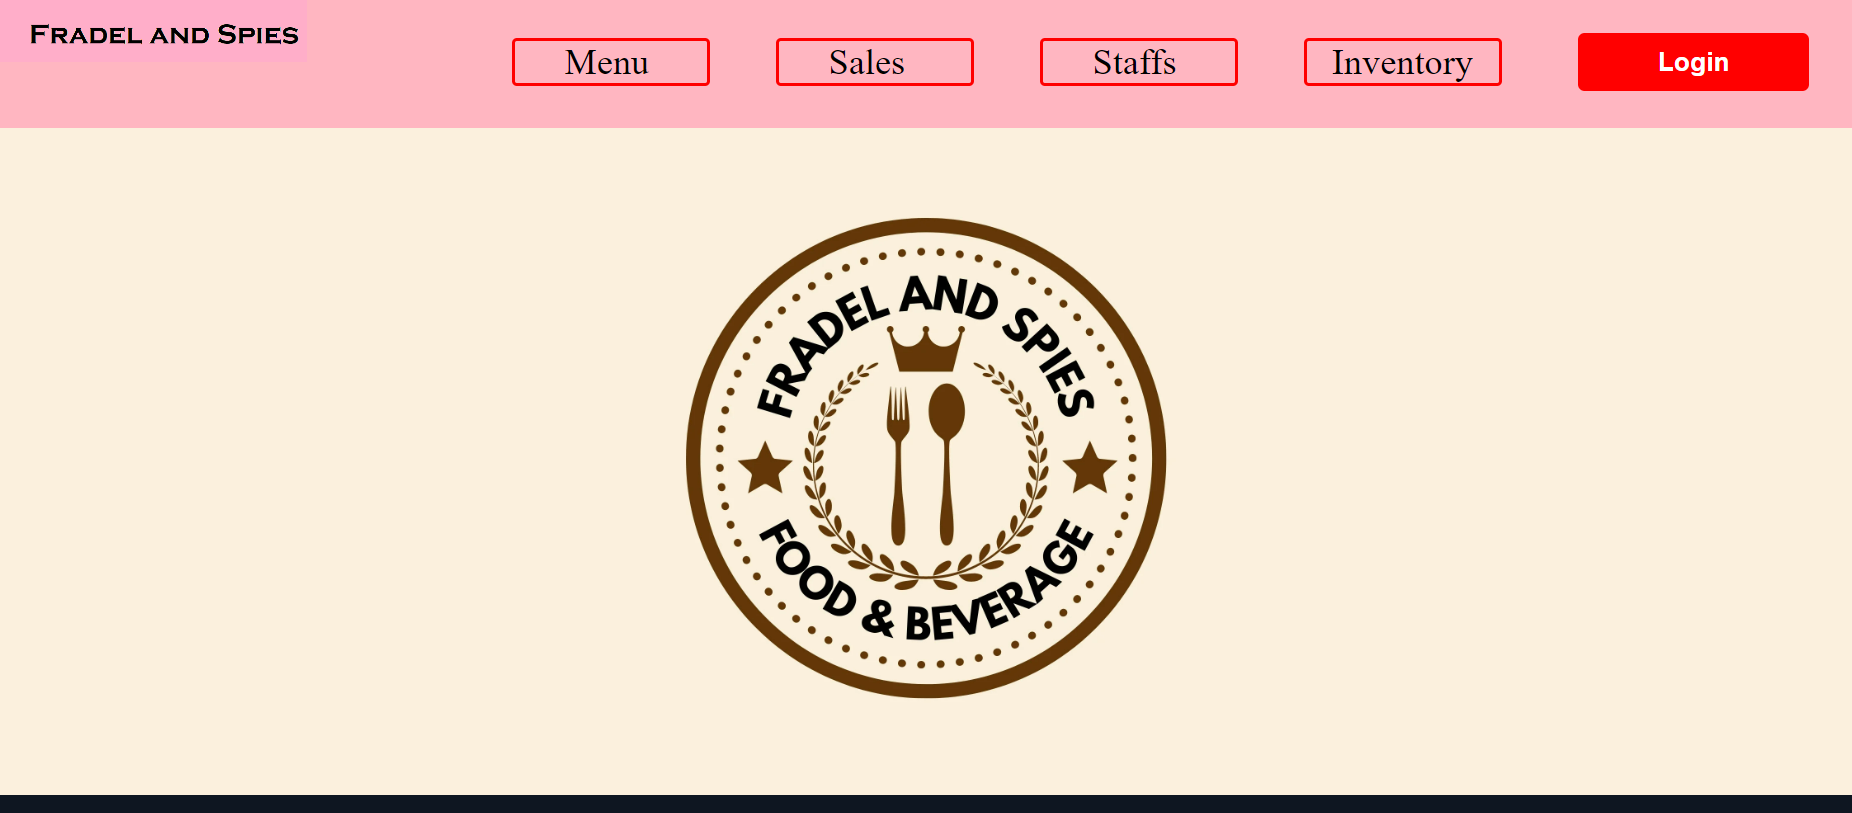 Fradel and Spies
Menu
Sales
Staffs
Inventory
Login
FRADEL AND SPIES
FOOD & BEVERAGE